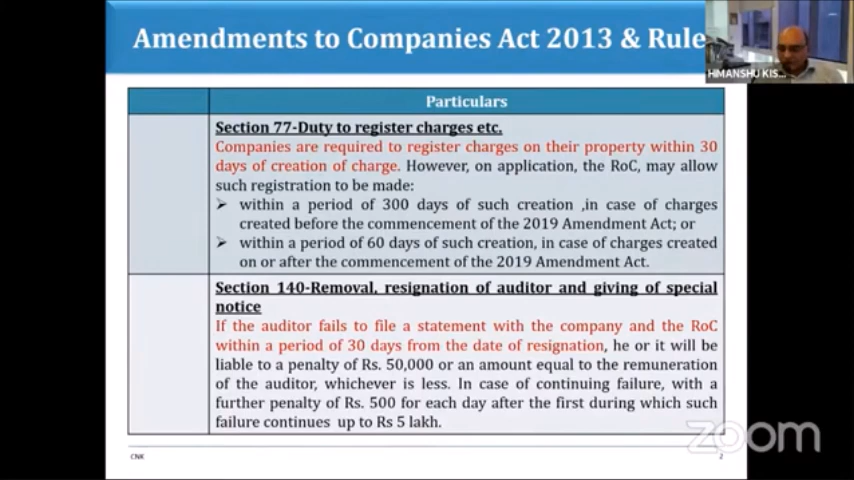 Amendments to Companies Act 2013 & Rule
HIMANSHU KIS...
Particulars
Section 77-Duty to register charges etc.
Companies are required to register charges on their property within 30
days of creation of charge. However, on application, the RoC, may allow
such registration to be made:
➢ within a period of 300 days of such creation ,in case of charges
created before the commencement of the 2019 Amendment Act; or
➢ within a period of 60 days of such creation, in case of charges created
on or after the commencement of the 2019 Amendment Act.
Section 140-Removal, resignation of auditor and giving of special
notice
If the auditor fails to file a statement with the company and the RoC
within a period of 30 days from the date of resignation, he or it will be
liable to a penalty of Rs. 50,000 or an amount equal to the remuneration
of the auditor, whichever is less. In case of continuing failure, with a
further penalty of Rs. 500 for each day after the first during which such
failure continues up to Rs 5 lakh.
zoom
CNK
2